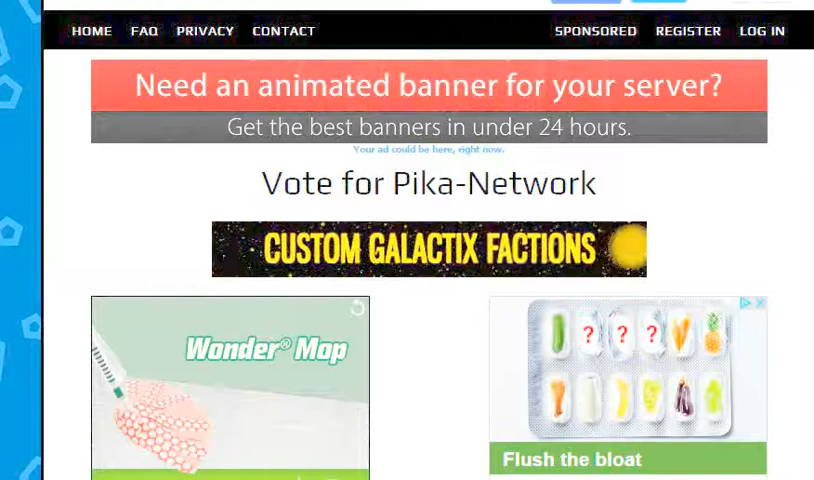 HOME FAQ PRIVACY CONTACT SPONSORED REGISTER LOG IN
Need an animated banner for your server?
Get the best banners in under 24 hours.
Your ad could be here, right now.
Vote for Pika-Network
CUSTOM GALACTIX FACTIONS
Wonder® Mop
? ? ?
Flush the bloat